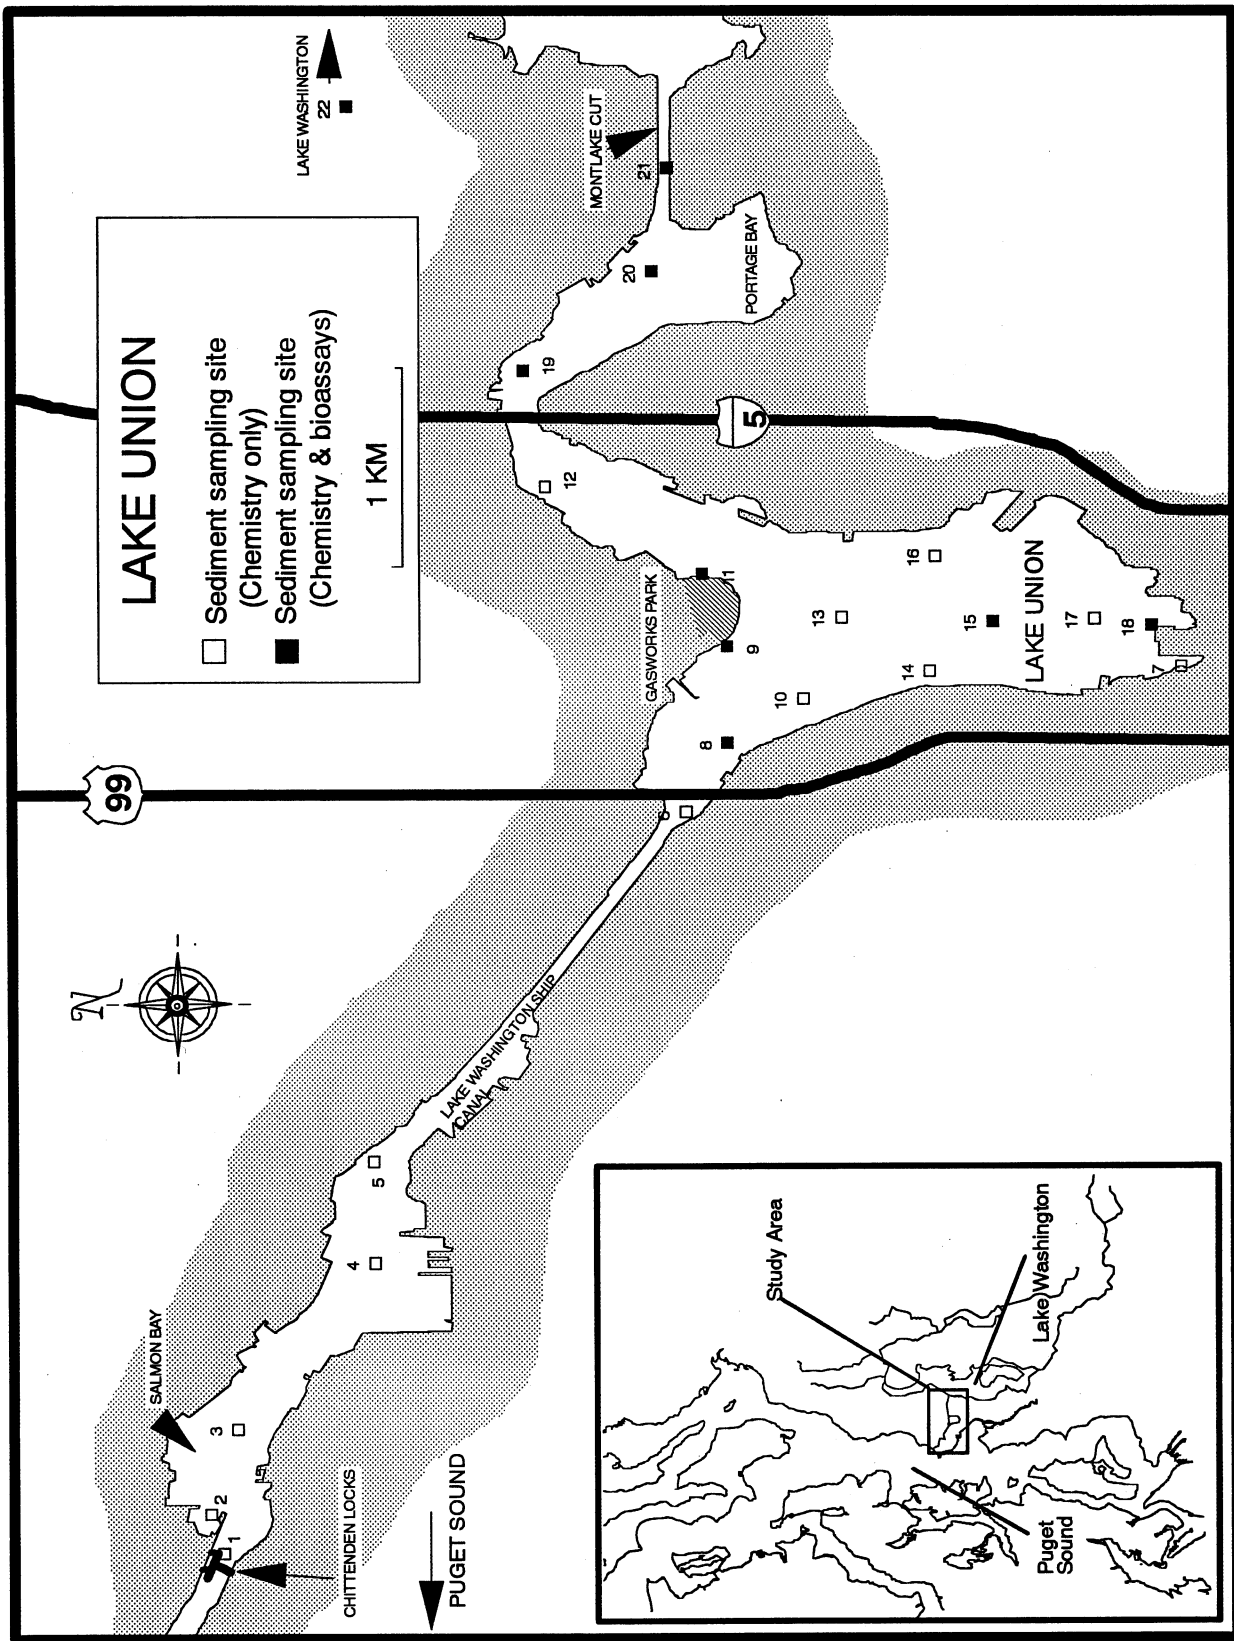 LAKE UNION
Sediment sampling site
(Chemistry only)
Sediment sampling site
(Chemistry & bioassays)
1 KM
LAKE WASHINGTON
22
MONTLAKE CUT
21
20
PORTAGE BAY
19
5
12
GASWORKS PARK
11
9
13
16
15
LAKE UNION
17
18
7
14
10
8
99
6
N
LAKE WASHINGTON SHIP
CANAL
5
4
SALMON BAY
3
2
1
CHITTENDEN LOCKS
PUGET SOUND
Study Area
Lake Washington
Puget
Sound